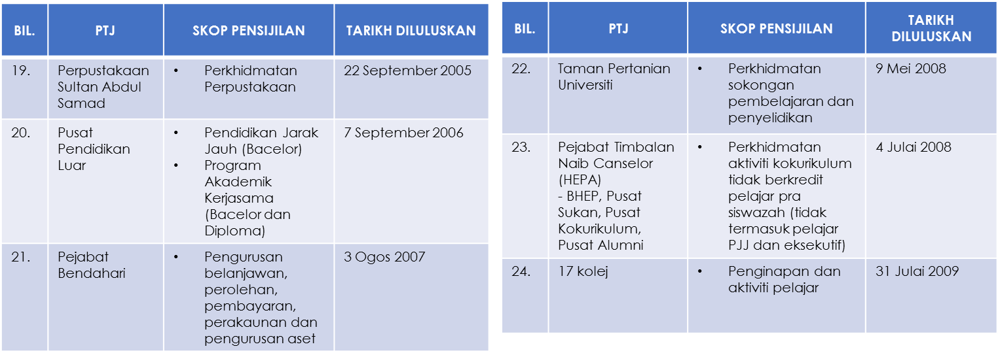 BIL.
PTJ
SKOP PENSIJILAN
TARIKH DILULUSKAN
19.
Perpustakaan
Sultan Abdul
Samad
• Perkhidmatan
Perpustakaan
22 September 2005
20.
Pusat
Pendidikan
Luar
• Pendidikan Jarak
Jauh (Bacelor)
• Program
Akademik
Kerjasama
(Bacelor dan
Diploma)
7 September 2006
21.
Pejabat
Bendahari
• Pengurusan
belanjawan,
perolehan,
pembayaran,
perakaunan dan
pengurusan aset
3 Ogos 2007
BIL.
PTJ
SKOP PENSIJILAN
TARIKH
DILULUSKAN
22.
Taman Pertanian
Universiti
• Perkhidmatan
sokongan
pembelajaran dan
penyelidikan
9 Mei 2008
23.
Pejabat Timbalan
Naib Canselor
(HEPA)
- BHEP, Pusat
Sukan, Pusat
Kokurikulum,
Pusat Alumni
• Perkhidmatan
aktiviti kokurikulum
tidak berkredit
pelajar pra
siswazah (tidak
termasuk pelajar
PJJ dan eksekutif)
4 Julai 2008
24.
17 kolej
• Penginapan dan
aktiviti pelajar
31 Julai 2009